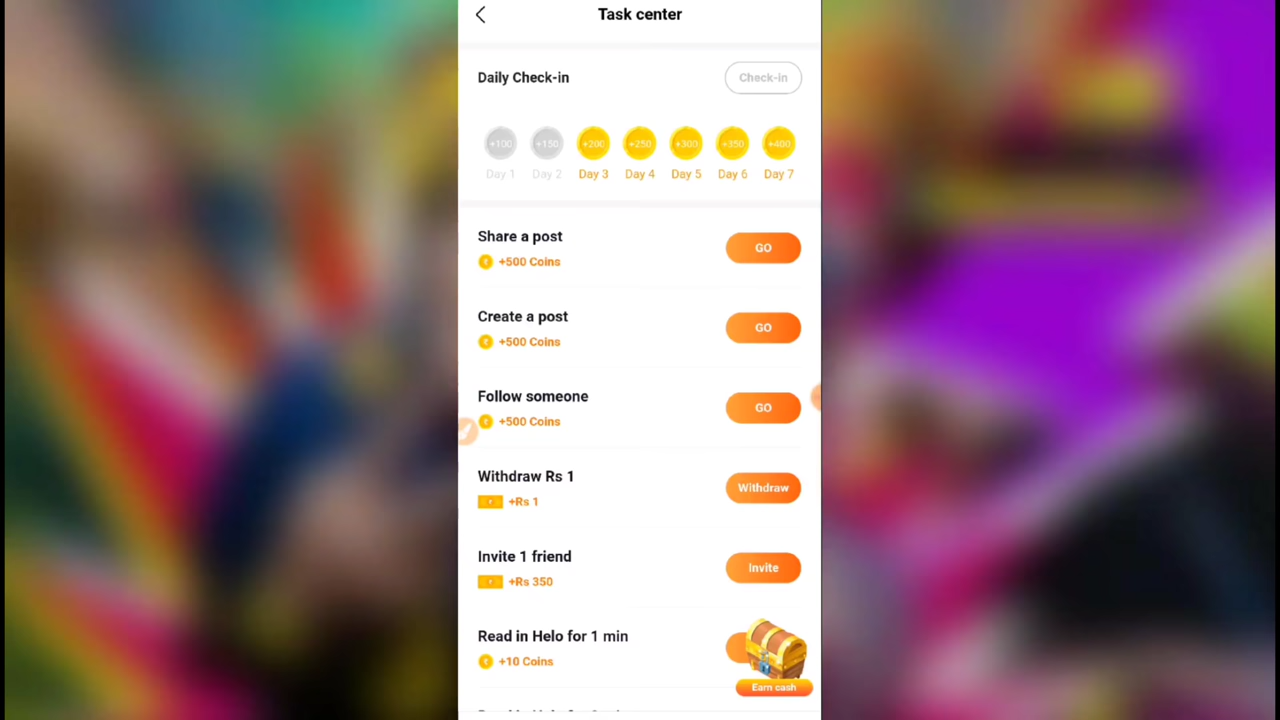 Task center
Daily Check-in
Check-in
+100 +150 +200 +250 +300 +350 +400
Day 1 Day 2 Day 3 Day 4 Day 5 Day 6 Day 7
Share a post
GO
+500 Coins
Create a post
GO
+500 Coins
Follow someone
GO
+500 Coins
Withdraw Rs 1
Withdraw
+Rs 1
Invite 1 friend
Invite
+Rs 350
Read in Helo for 1 min
+10 Coins
Earn cash